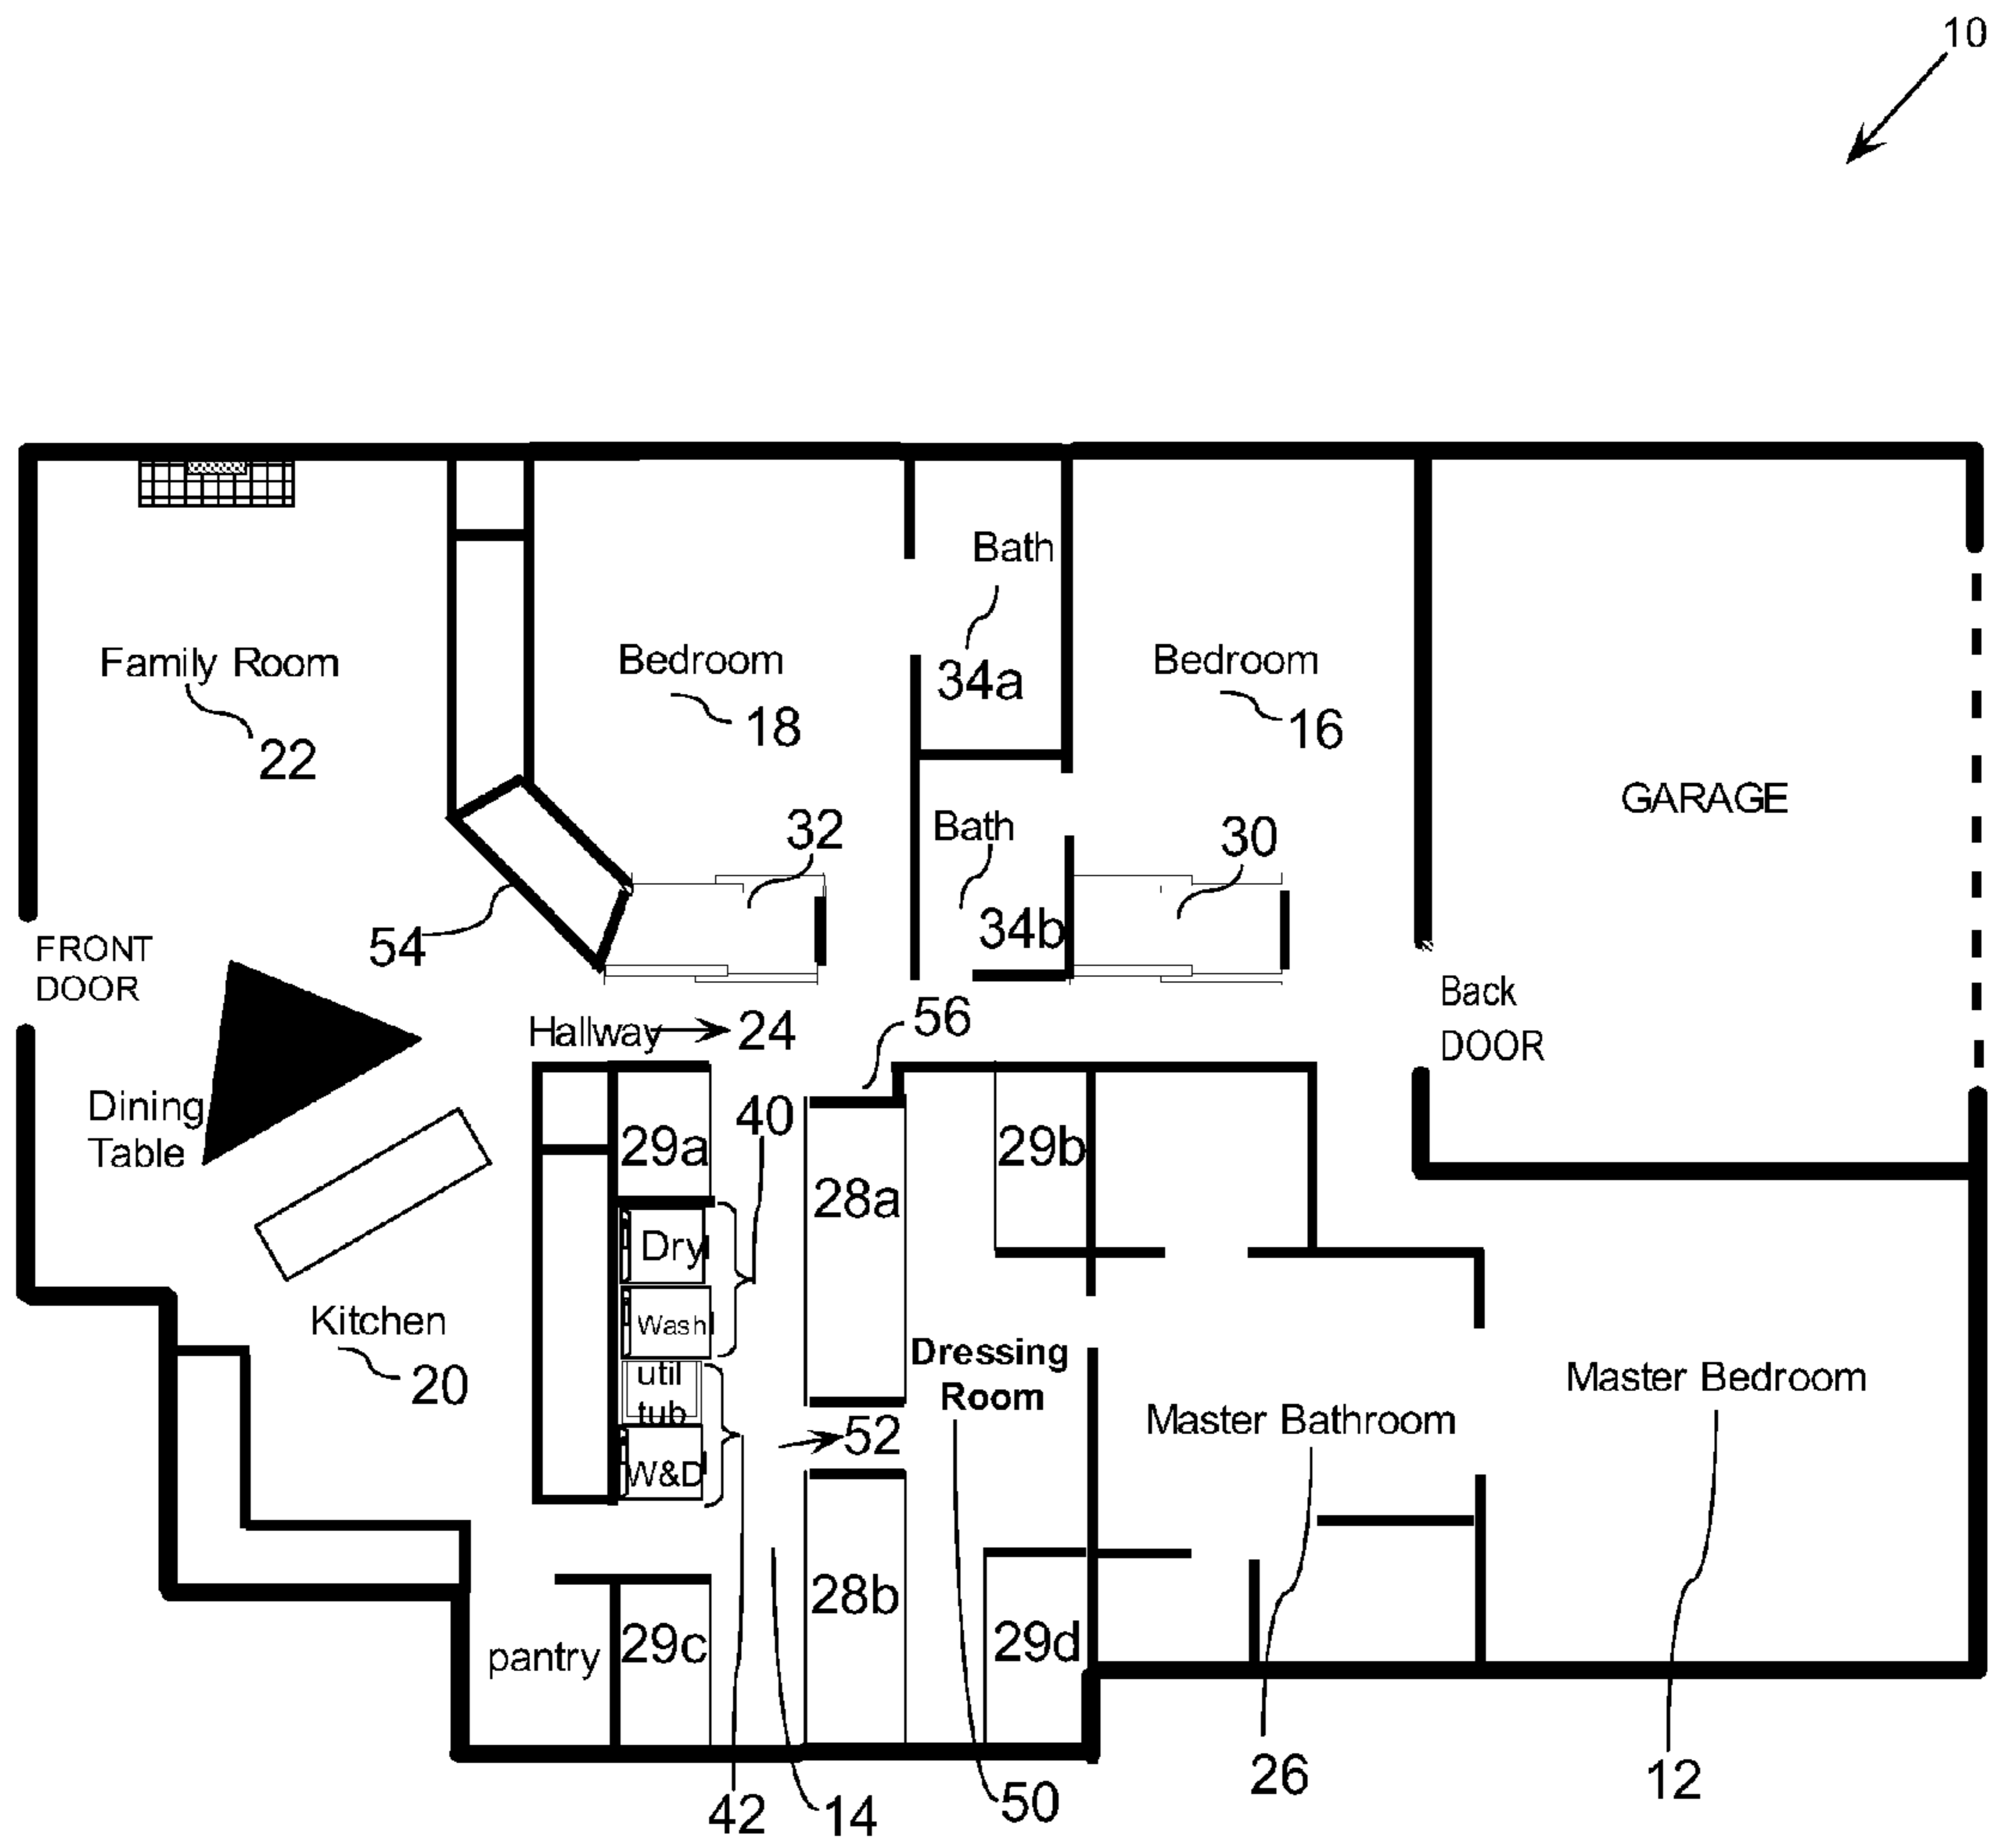 10
Bath
Family Room
Bedroom
34a
Bedroom
22
18
16
GARAGE
32
Bath
30
54
34b
FRONT
DOOR
Back
DOOR
Hallway
24
56
Dining
Table
29a
40
28a
29b
Dry
Kitchen
20
Wash
Dressing
Room
util
tub
52
W&D
Master Bathroom
Master Bedroom
pantry
29c
28b
29d
42
14
50
26
12